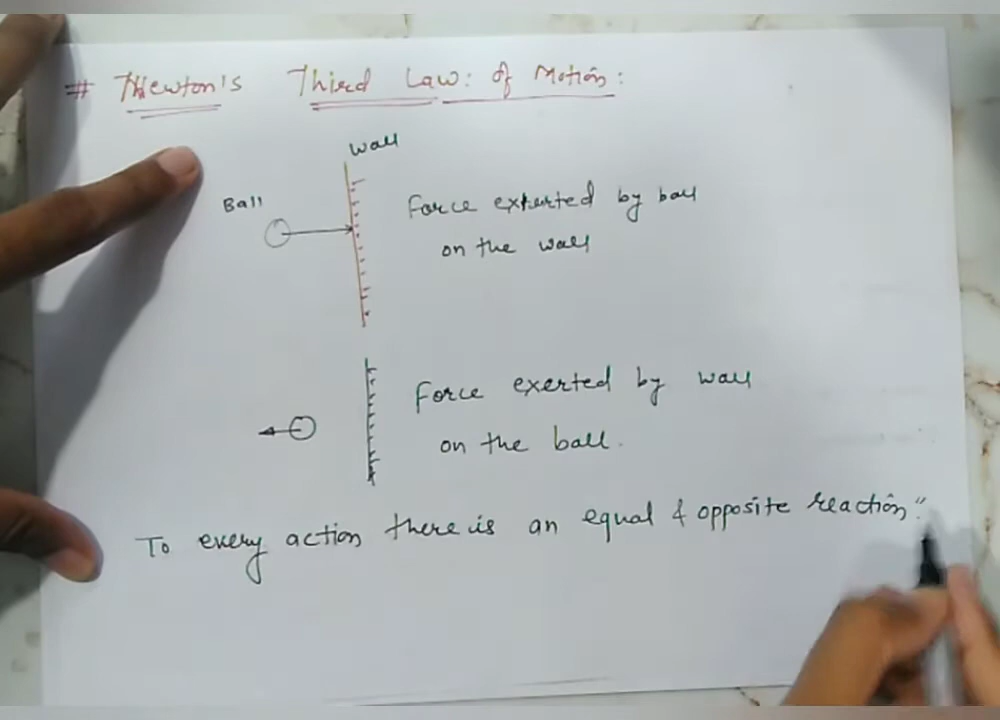 # Newton's Third Law: of Motion:
Wall
Ball
Force exerted by ball
on the wall
Force exerted by wall
on the ball.
To every action there is an equal & opposite reaction"